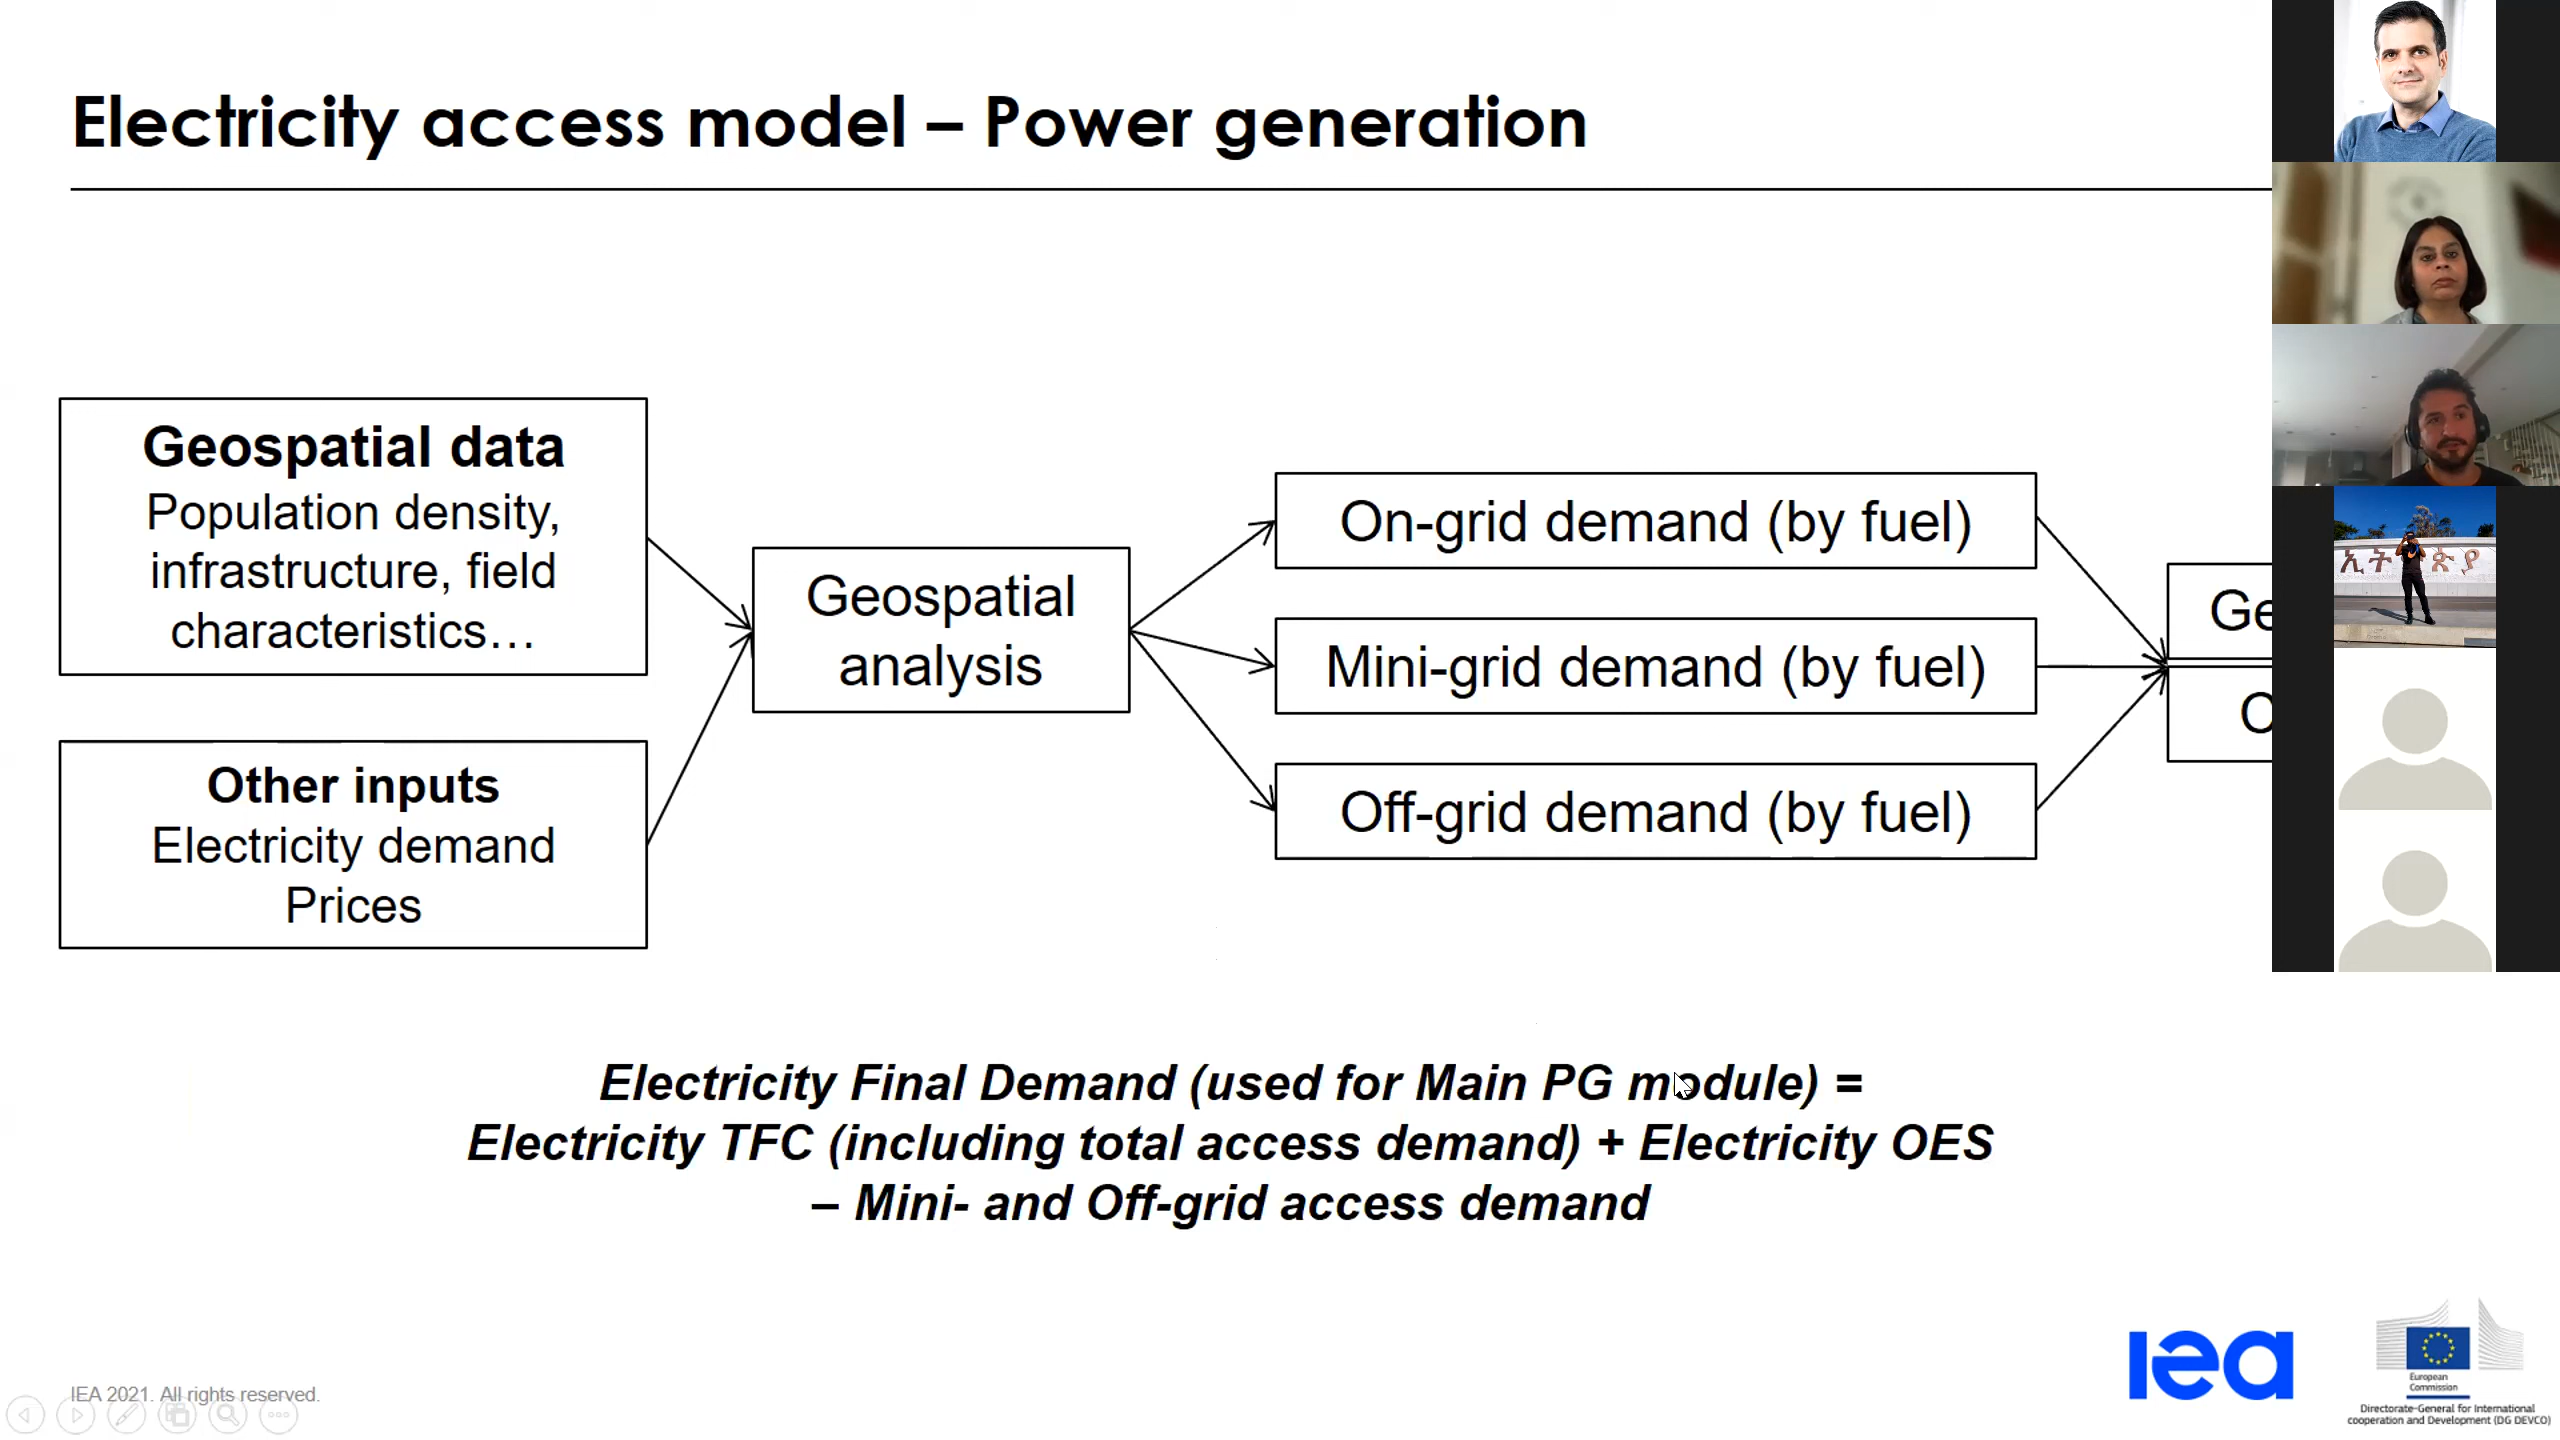 Electricity access model – Power generation
Geospatial data
Population density,
infrastructure, field
characteristics…
Other inputs
Electricity demand
Prices
Geospatial
analysis
On-grid demand (by fuel)
Mini-grid demand (by fuel)
Off-grid demand (by fuel)
Electricity Final Demand (used for Main PG module) =
Electricity TFC (including total access demand) + Electricity OES
– Mini- and Off-grid access demand
ኢትዮጵያ
iea
European
Commission
Directorate-General for International
cooperation and Development (DG DEVCO)
IEA 2021. All rights reserved.